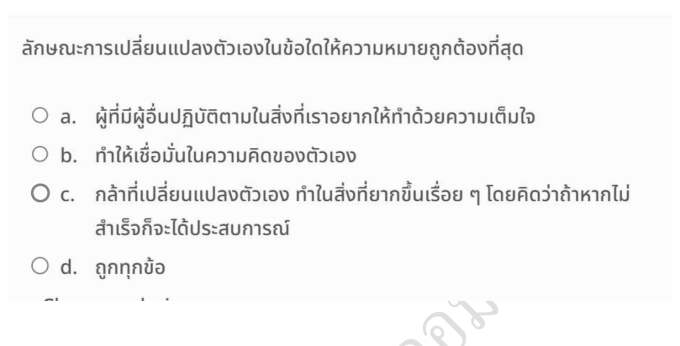 ลักษณะการเปลี่ยนแปลงตัวเองในข้อใดให้ความหมายถูกต้องที่สุด
a. ผู้ที่มีผู้อื่นปฏิบัติตามในสิ่งที่เราอยากให้ทำด้วยความเต็มใจ
b. ทำให้เชื่อมั่นในความคิดของตัวเอง
c. กล้าที่เปลี่ยนแปลงตัวเอง ทำในสิ่งที่ยากขึ้นเรื่อย ๆ โดยคิดว่าถ้าหากไม่
สำเร็จก็จะได้ประสบการณ์
d. ถูกทุกข้อ